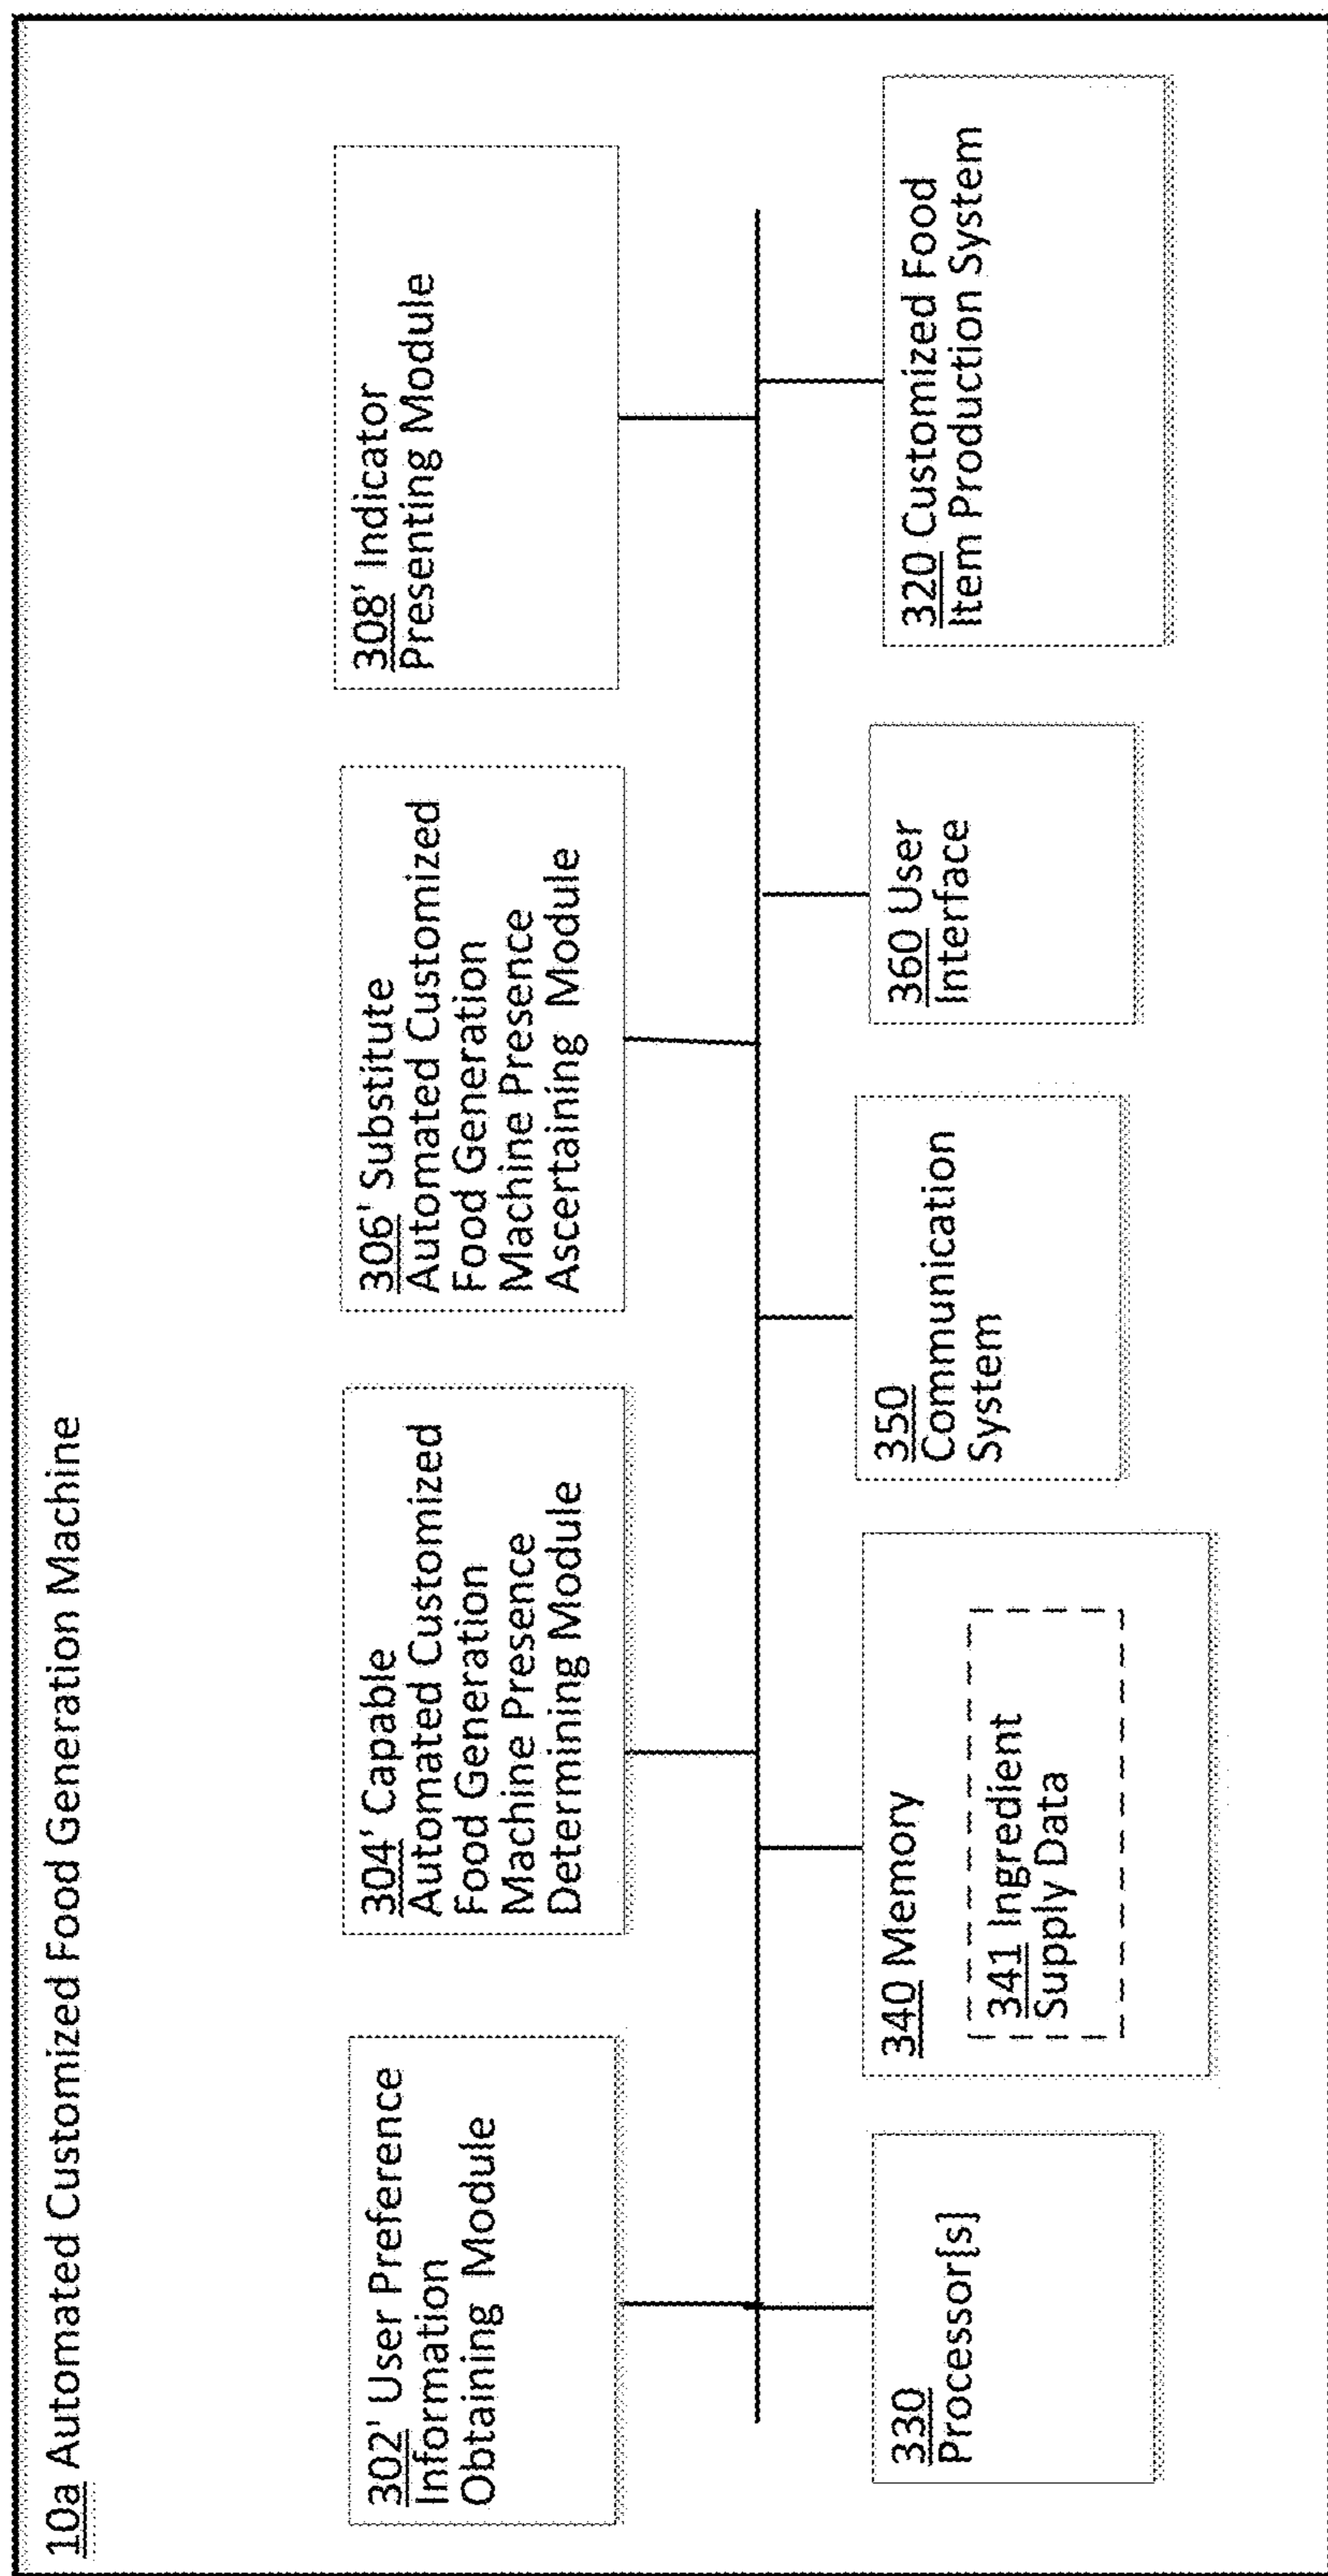 10a Automated Customized Food Generation Machine
302' User Preference
Information
Obtaining Module
304' Capable
Automated Customized
Food Generation
Machine Presence
Determining Module
306' Substitute
Automated Customized
Food Generation
Machine Presence
Ascertaining Module
308' Indicator
Presenting Module
330
Processor[s]
340 Memory
341 Ingredient
Supply Data
350
Communication
System
360 User
Interface
320 Customized Food
Item Production System